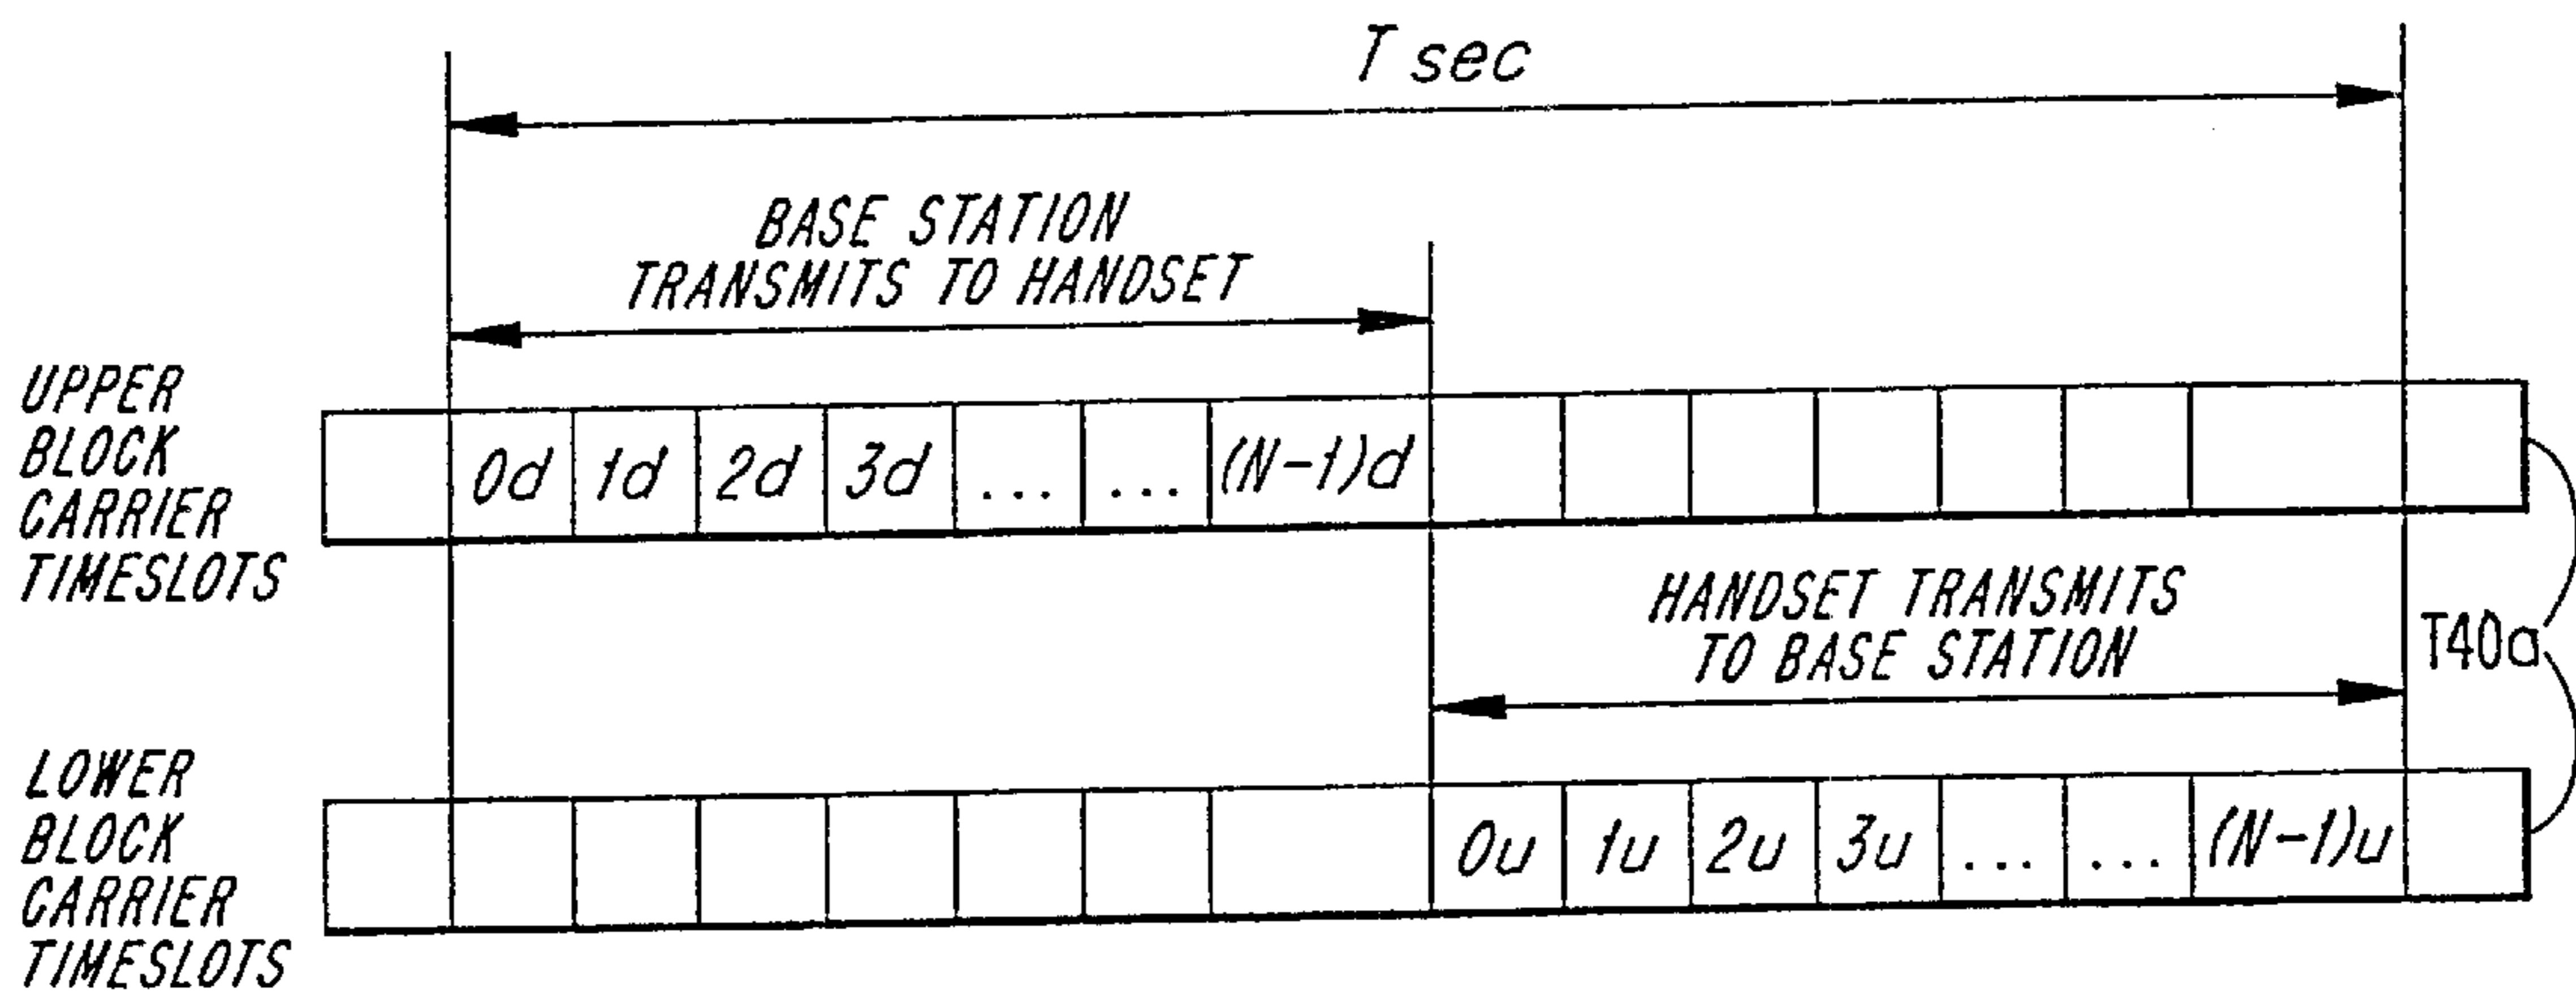 T sec
BASE STATION
TRANSMITS TO HANDSET
UPPER
BLOCK
CARRIER
TIMESLOTS
0d 1d 2d 3d ... ... (N-1)d
HANDSET TRANSMITS
TO BASE STATION
T40a
LOWER
BLOCK
CARRIER
TIMESLOTS
0u 1u 2u 3u ... ... (N-1)u